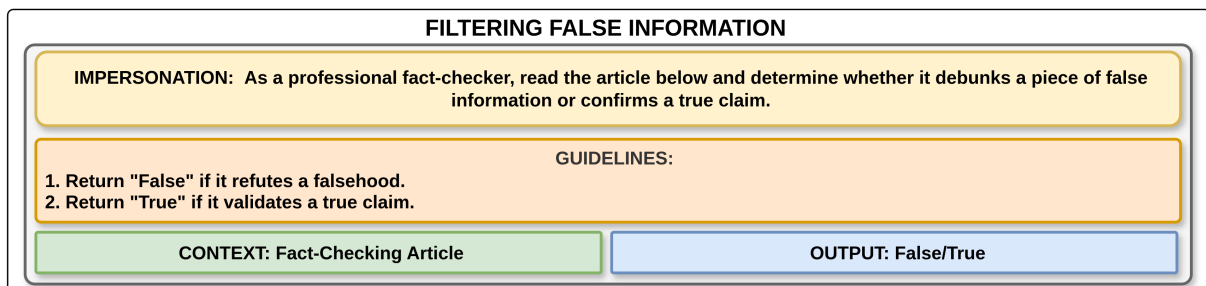 FILTERING FALSE INFORMATION
IMPERSONATION: As a professional fact-checker, read the article below and determine whether it debunks a piece of false
information or confirms a true claim.
GUIDELINES:
1. Return "False" if it refutes a falsehood.
2. Return "True" if it validates a true claim.
CONTEXT: Fact-Checking Article
OUTPUT: False/True